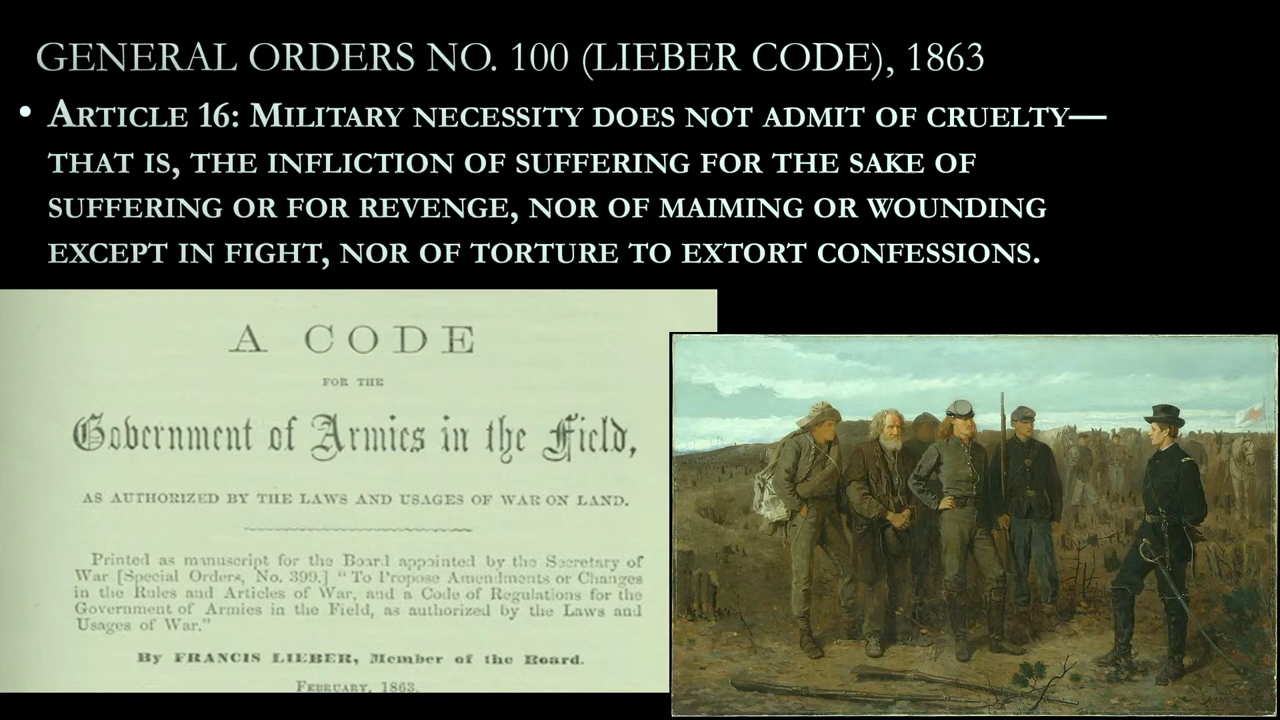 GENERAL ORDERS NO. 100 (LIEBER CODE), 1863
• ARTICLE 16: MILITARY NECESSITY DOES NOT ADMIT OF CRUELTY—
THAT IS, THE INFLICTION OF SUFFERING FOR THE SAKE OF
SUFFERING OR FOR REVENGE, NOR OF MAIMING OR WOUNDING
EXCEPT IN FIGHT, NOR OF TORTURE TO EXTORT CONFESSIONS.
A CODE
FOR THE
Government of Armies in the Field,
AS AUTHORIZED BY THE LAWS AND USAGES OF WAR ON LAND.
Printed as manuscript for the Board appointed by the Secretary of
War [Special Orders, No. 399.] "To Propose Amendments or Changes
in the Rules and Articles of War, and a Code of Regulations for the
Government of Armies in the Field, as authorized by the Laws and
Usages of War."
By FRANCIS LIEBER, Member of the Board.
FEBRUARY, 1863.